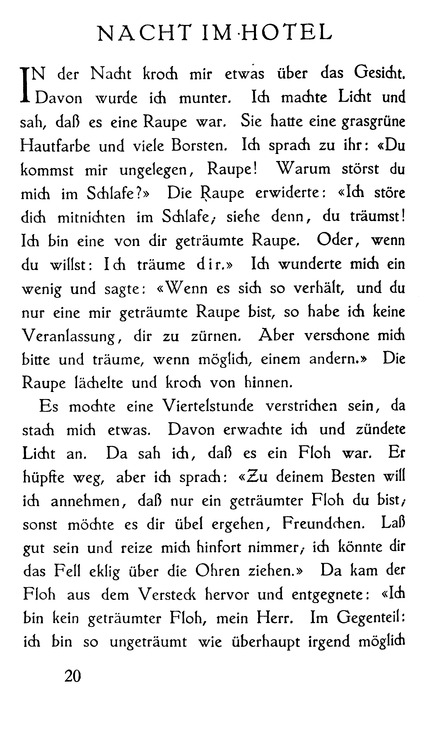 NACHT IM HOTEL
IN der Nacht kroch mir etwas über das Gesicht.
Davon wurde ich munter. Ich machte Licht und
sah, daß es eine Raupe war. Sie hatte eine grasgrüne
Hautfarbe und viele Borsten. Ich sprach zu ihr: «Du
kommst mir ungelegen, Raupe! Warum störst du
mich im Schlafe?» Die Raupe erwiderte: «Ich störe
dich mitnichten im Schlafe; siehe denn, du träumst!
Ich bin eine von dir geträumte Raupe. Oder, wenn
du willst: Ich träume dir.» Ich wunderte mich ein
wenig und sagte: «Wenn es sich so verhält, und du
nur eine mir geträumte Raupe bist, so habe ich keine
Veranlassung, dir zu zürnen. Aber verschone mich
bitte und träume, wenn möglich, einem andern.» Die
Raupe lächelte und kroch von hinnen.
Es mochte eine Viertelstunde verstrichen sein, da
stach mich etwas. Davon erwachte ich und zündete
Licht an. Da sah ich, daß es ein Floh war. Er
hüpfte weg, aber ich sprach: «Zu deinem Besten will
ich annehmen, daß nur ein geträumter Floh du bist;
sonst möchte es dir übel ergehen, Freundchen. Laß
gut sein und reize mich hinfort nimmer; ich könnte dir
das Fell eklig über die Ohren ziehen.» Da kam der
Floh aus dem Versteck hervor und entgegnete: «Ich
bin kein geträumter Floh, mein Herr. Im Gegenteil:
ich bin so ungeträumt wie überhaupt irgend möglich
20